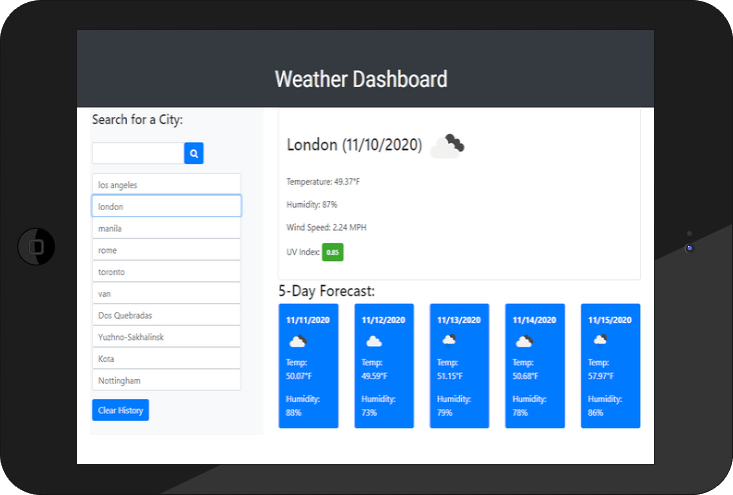 Weather Dashboard
Search for a City:
los angeles
london
manila
rome
toronto
van
Dos Quebradas
Yuzhno-Sakhalinsk
Kota
Nottingham
Clear History
London (11/10/2020)
Temperature: 49.37°F
Humidity: 87%
Wind Speed: 2.24 MPH
UV Index: 0.85
5-Day Forecast:
11/11/2020
Temp:
50.07°F
Humidity:
88%
11/12/2020
Temp:
49.59°F
Humidity:
73%
11/13/2020
Temp:
51.15°F
Humidity:
79%
11/14/2020
Temp:
50.68°F
Humidity:
78%
11/15/2020
Temp:
57.97°F
Humidity:
86%